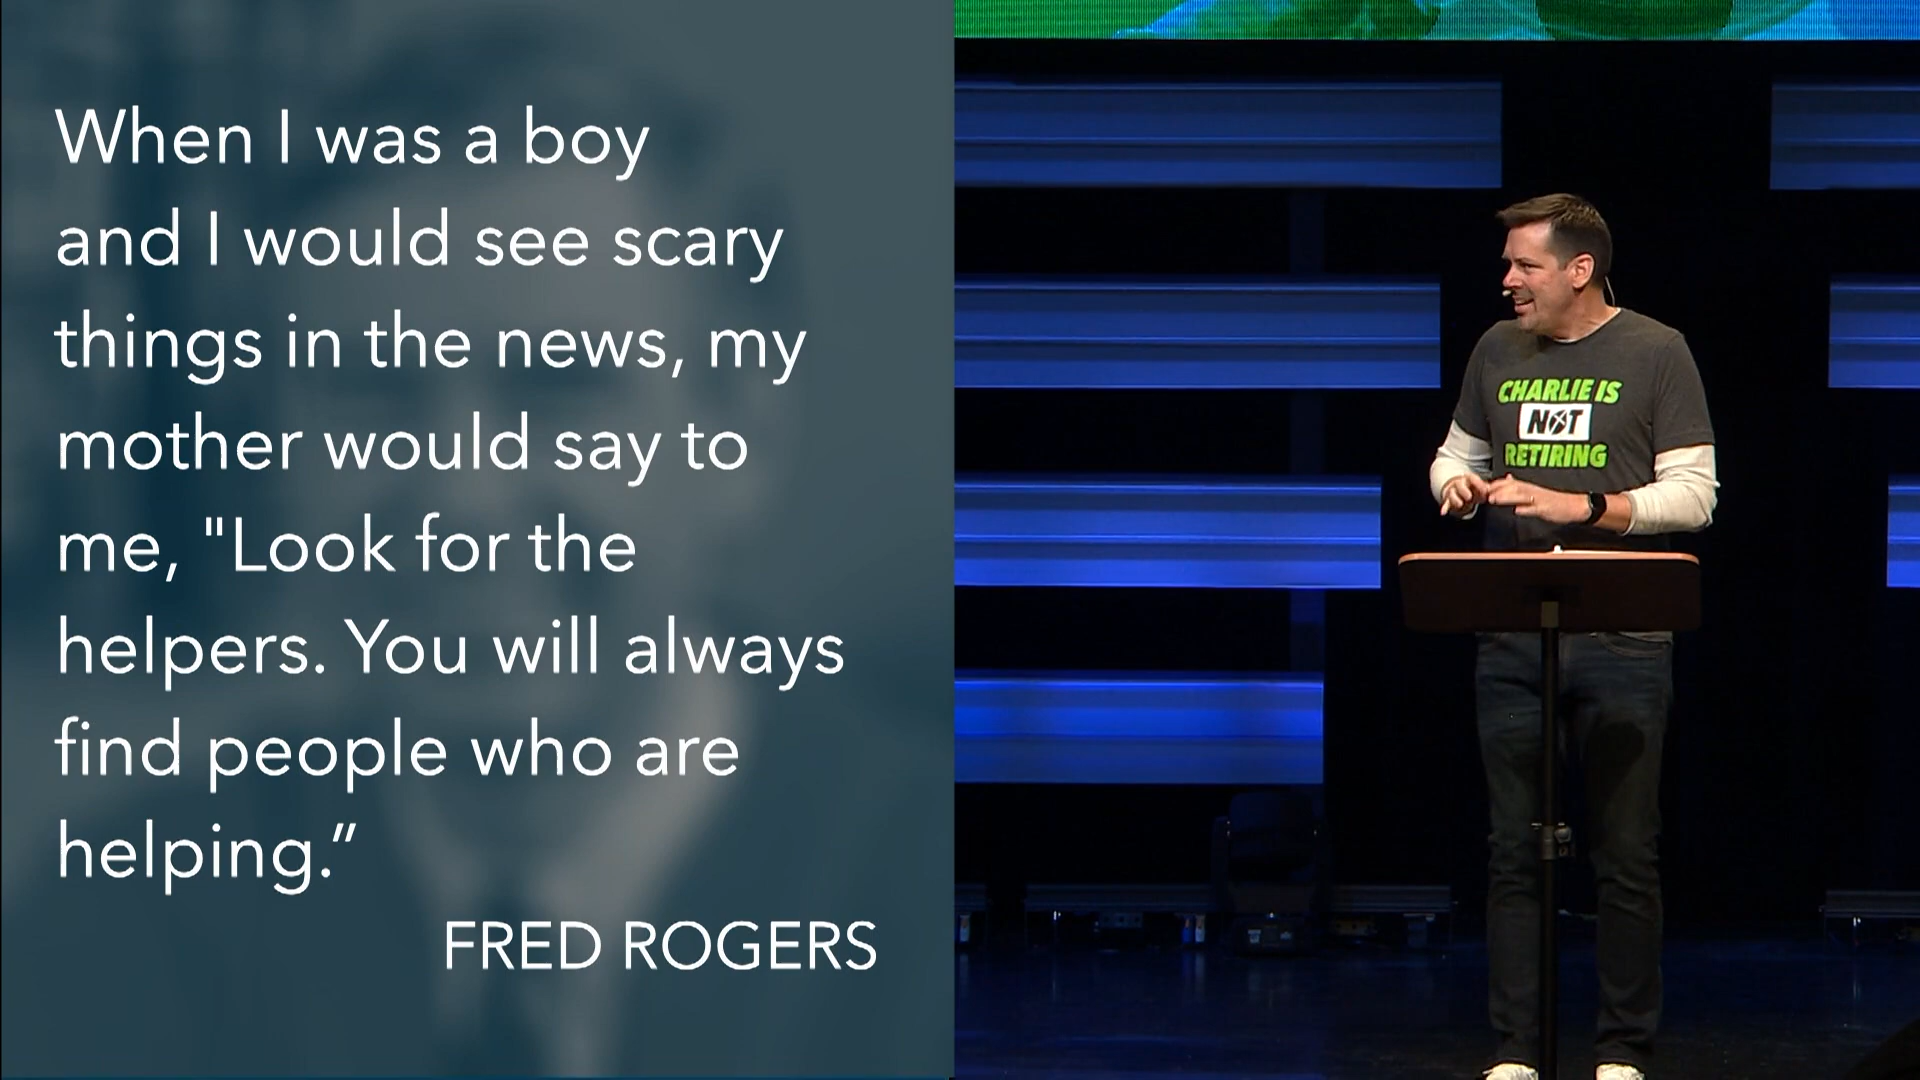 When I was a boy
and I would see scary
things in the news, my
mother would say to
me, "Look for the
helpers. You will always
find people who are
helping.”
FRED ROGERS
CHARLIE IS
NOT
RETIRING